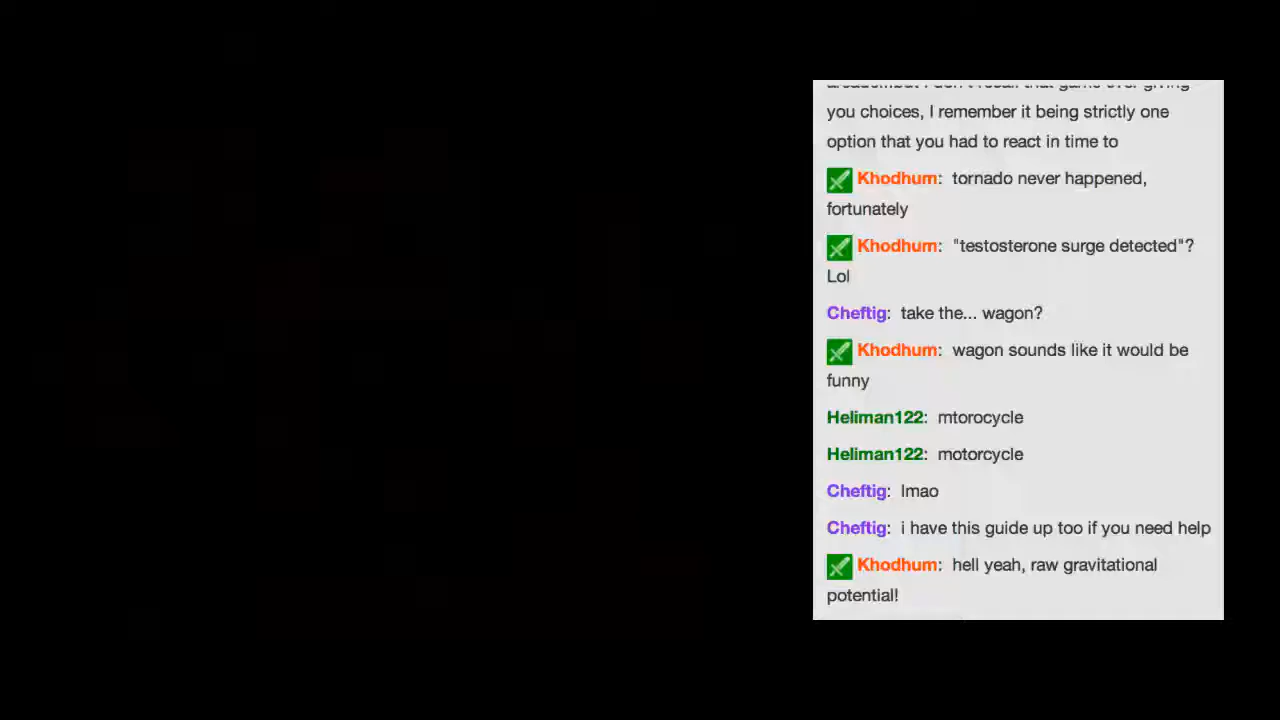 you choices, I remember it being strictly one
option that you had to react in time to
Khodhum: tornado never happened,
fortunately
Khodhum: "testosterone surge detected"?
Lol
Cheftig: take the... wagon?
Khodhum: wagon sounds like it would be
funny
Heliman122: mtorocycle
Heliman122: motorcycle
Cheftig: lmao
Cheftig: i have this guide up too if you need help
Khodhum: hell yeah, raw gravitational
potential!